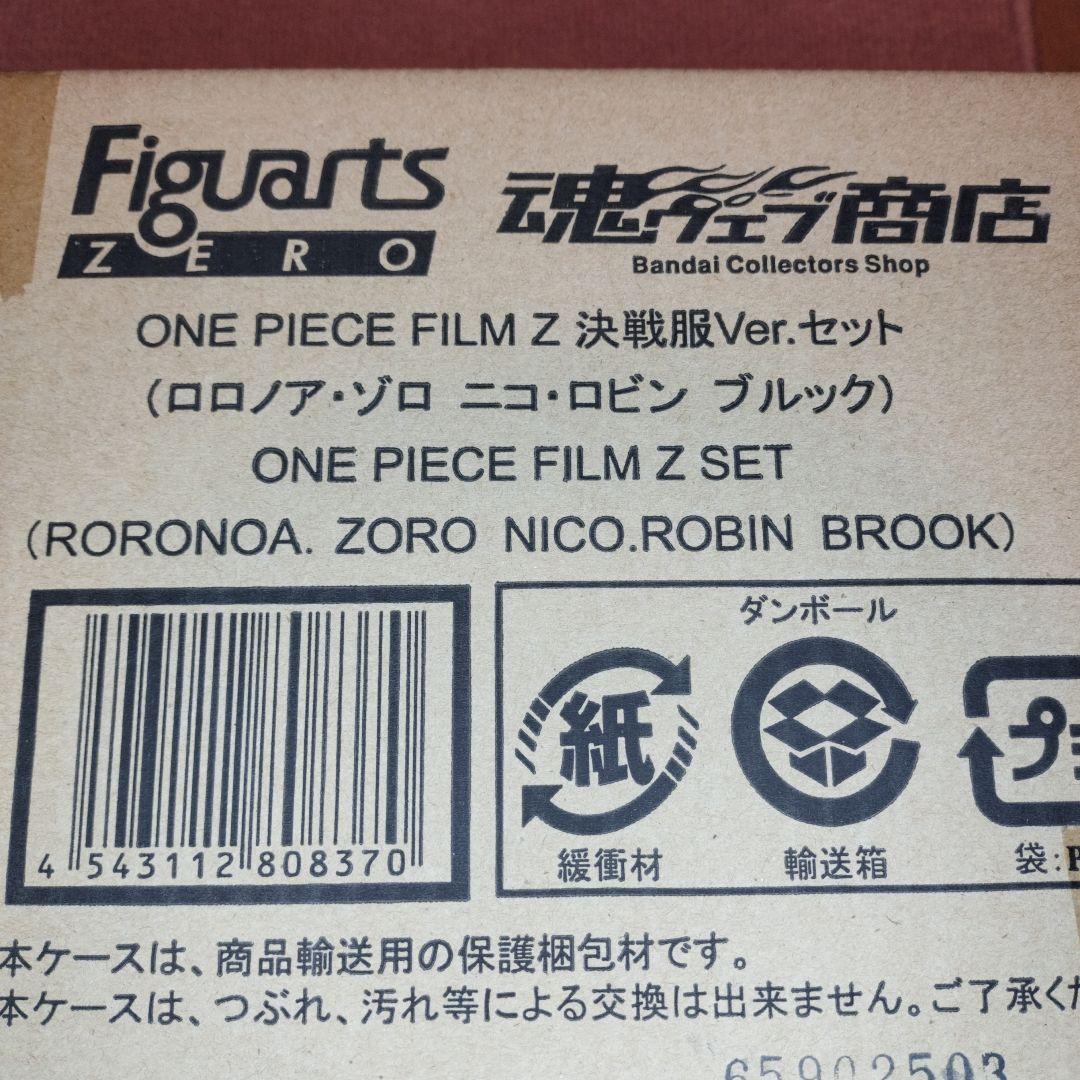 Figuarts
ZERO
魂ウェブ商店
Bandai Collectors Shop
ONE PIECE FILM Z 決戦服Ver.セット
(ロロノア・ゾロ ニコ・ロビン ブルック)
ONE PIECE FILM Z SET
(RORONOA. ZORO NICO.ROBIN BROOK)
4 543112 808370
ダンボール
紙
プラ
緩衝材
輸送箱
袋:P
本ケースは、商品輸送用の保護梱包材です。
本ケースは、つぶれ、汚れ等による交換は出来ません。ご了承くだ
65902503